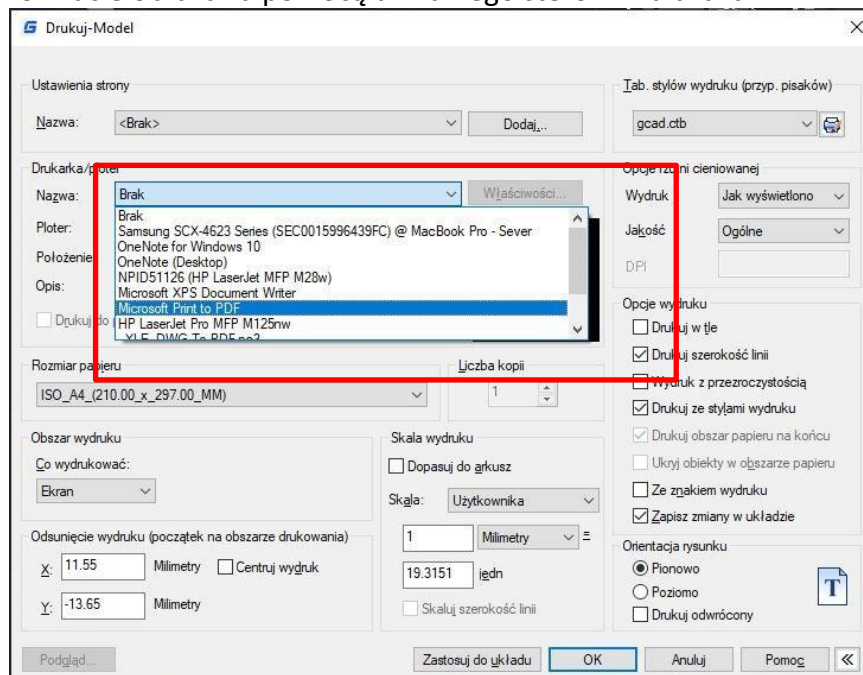 Drukuj-Model
Ustawienia strony
Nazwa: <Brak> Dodaj...
Tab. stylów wydruku (przyp. pisaków)
gcad.ctb
Drukarka/ploter
Nazwa: Brak Właściwości...
Brak
Samsung SCX-4623 Series (SEC0015996439FC) @ MacBook Pro - Sever
OneNote for Windows 10
OneNote (Desktop)
NPID51126 (HP LaserJet MFP M28w)
Microsoft XPS Document Writer
Microsoft Print to PDF
HP LaserJet Pro MFP M125nw
Ploter:
Położenie
Opis:
Drukuj do
Opcje rzutni cieniowanej
Wydruk Jak wyświetlono
Jakość Ogólne
DPI
Opcje wydruku
Drukuj w tle
Drukuj szerokość linii
Wydruk z przezroczystością
Drukuj ze stylami wydruku
Drukuj obszar papieru na końcu
Ukryj obiekty w obszarze papieru
Ze znakiem wydruku
Zapisz zmiany w układzie
Rozmiar papieru
ISO_A4_(210.00_x_297.00_MM)
Liczba kopii
1
Obszar wydruku
Co wydrukować:
Ekran
Skala wydruku
Dopasuj do arkusz
Skala: Użytkownika
1 Milimetry =
19.3151 jedn
Skaluj szerokość linii
Odsunięcie wydruku (początek na obszarze drukowania)
X: 11.55 Milimetry Centruj wydruk
Y: -13.65 Milimetry
Orientacja rysunku
Pionowo
Poziomo
Drukuj odwrócony
T
Podgląd... Zastosuj do układu OK Anuluj Pomoc